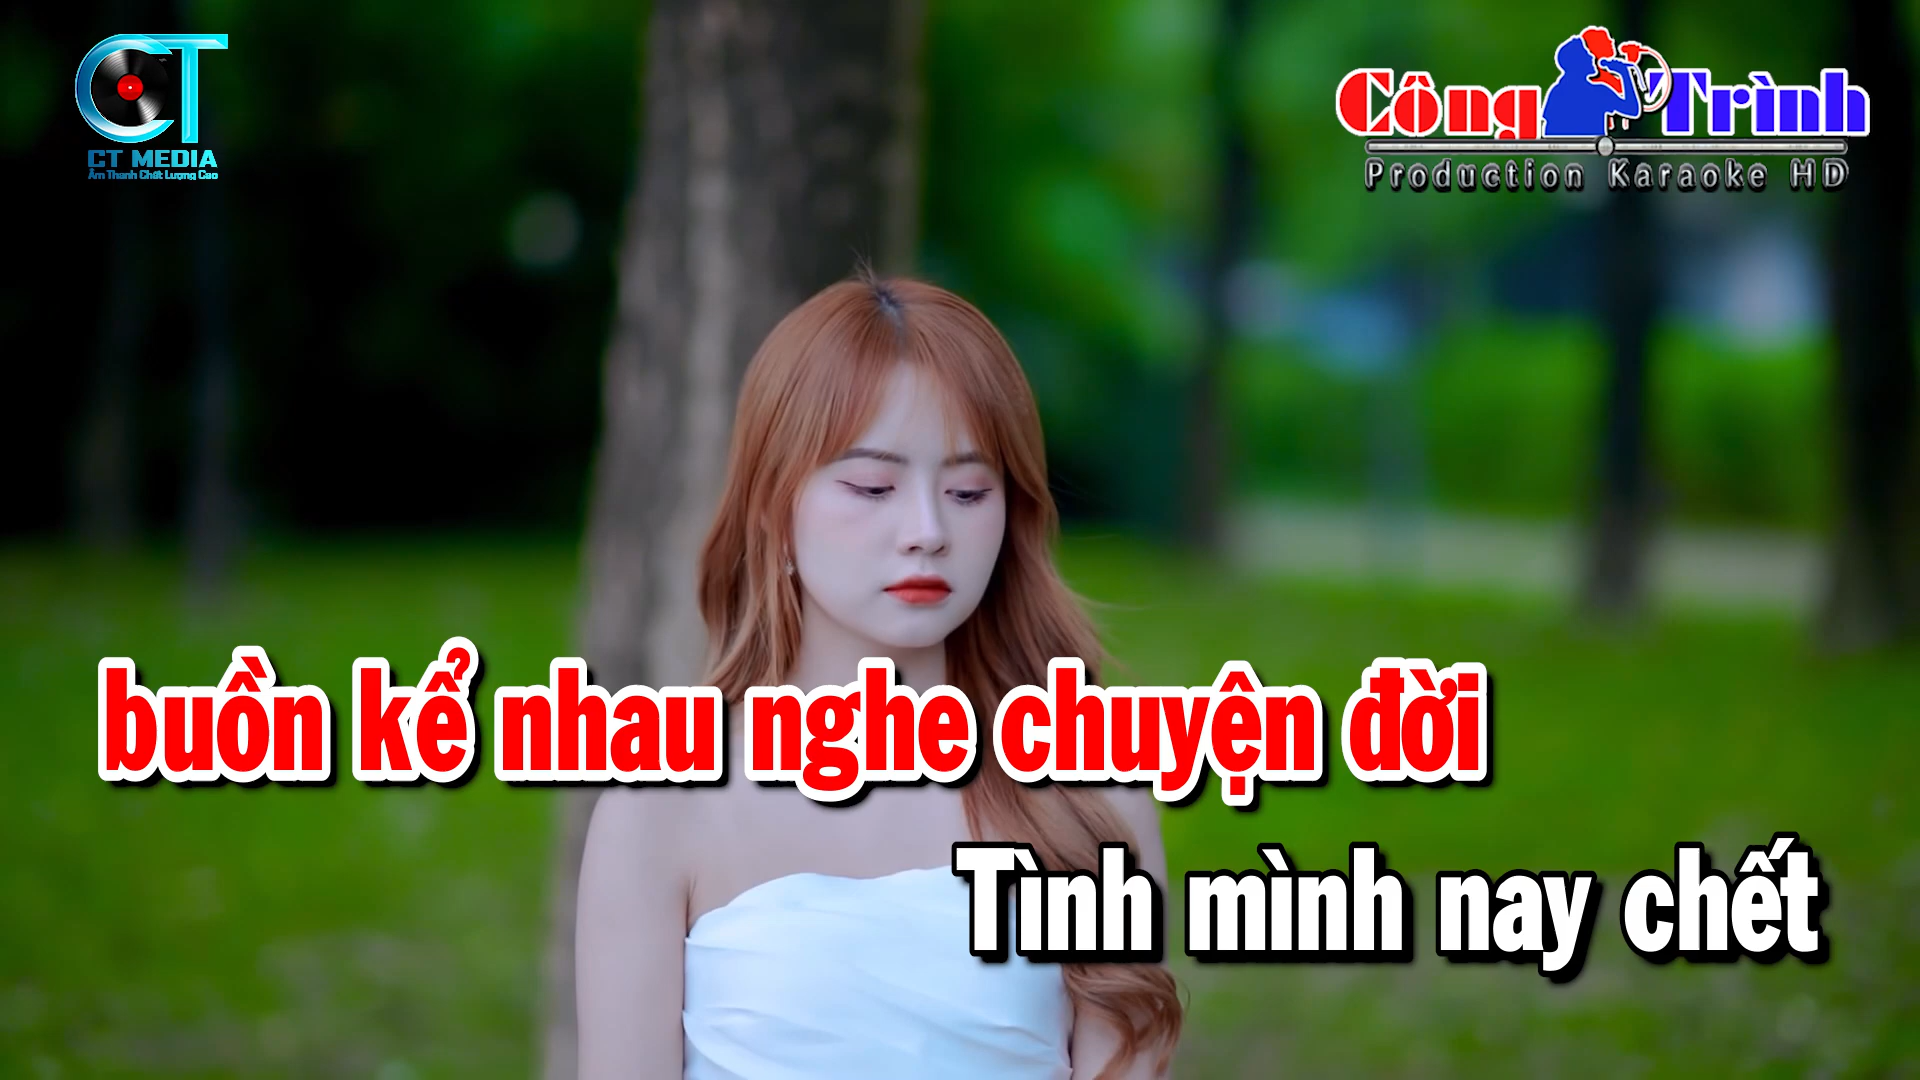 CT
CT MEDIA
Âm Thanh Chất Lượng Cao
Công Trình
Production Karaoke HD
buồn kể nhau nghe chuyện đời
Tình mình nay chết